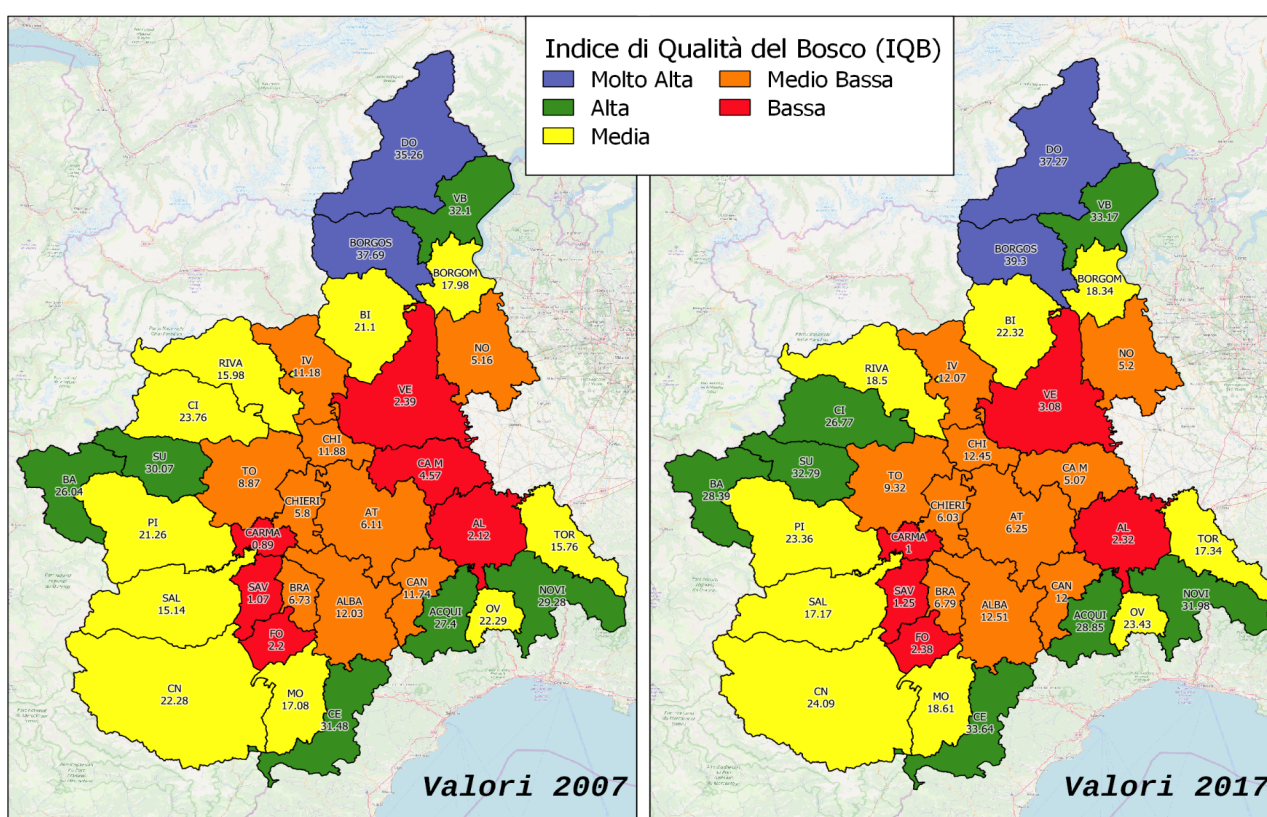 Indice di Qualità del Bosco (IQB)
Molto Alta
Medio Bassa
Alta
Bassa
Media
DO
35.26
VB
32.1
BORGOS
37.69
BORGOM
17.98
BI
21.1
NO
5.16
RIVA
15.98
IV
11.18
VE
2.39
CI
23.76
CHI
11.88
SU
30.07
TO
8.87
CA M
4.57
BA
26.04
CHIERI
5.8
AT
6.11
PI
21.26
CARMA
0.89
AL
2.12
TOR
15.76
SAV
1.07
BRA
6.73
CAN
11.74
SAL
15.14
ALBA
12.03
ACQUI
27.4
OV
22.29
NOVI
29.28
FO
2.2
CN
22.28
MO
17.08
CE
31.48
Valori 2007
DO
37.27
VB
33.17
BORGOS
39.3
BORGOM
18.34
BI
22.32
NO
5.2
RIVA
18.5
IV
12.07
VE
3.08
CI
26.77
CHI
12.45
SU
32.79
TO
9.32
CA M
5.07
BA
28.39
CHIERI
6.03
AT
6.25
PI
23.36
CARMA
1
AL
2.32
TOR
17.34
SAV
1.25
BRA
6.79
CAN
12
SAL
17.17
ALBA
12.51
ACQUI
28.85
OV
23.43
NOVI
31.98
FO
2.38
CN
24.09
MO
18.61
CE
33.64
Valori 2017